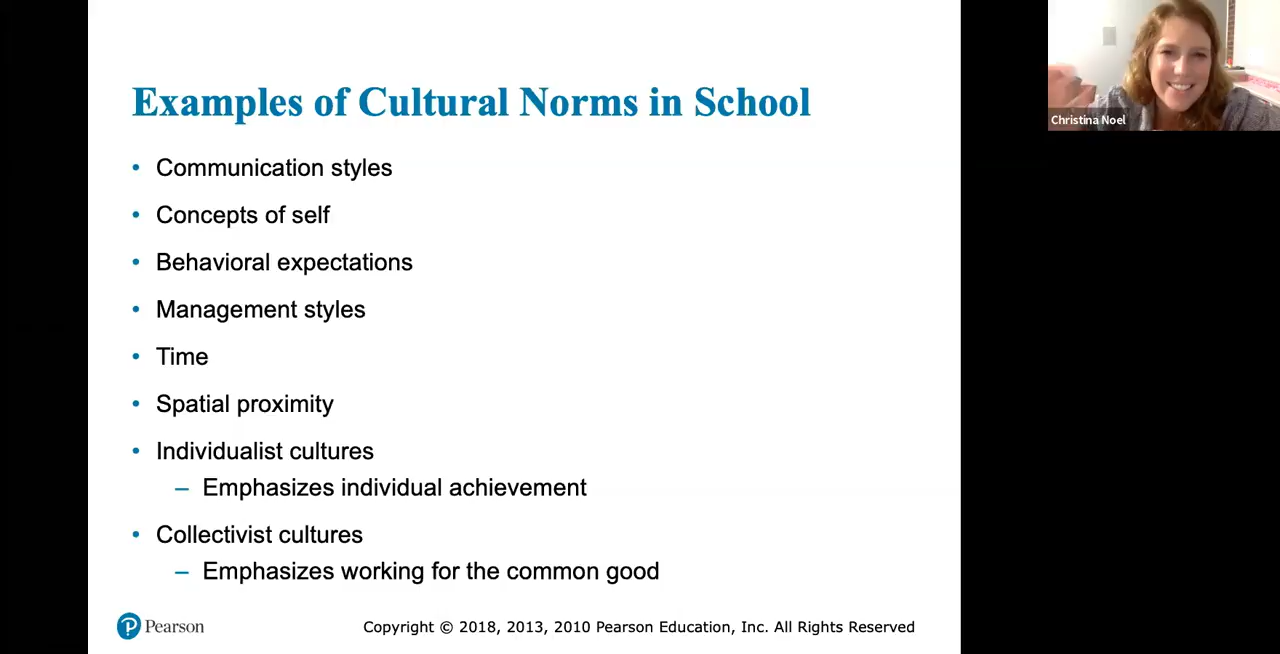 Examples of Cultural Norms in School
• Communication styles
• Concepts of self
• Behavioral expectations
• Management styles
• Time
• Spatial proximity
• Individualist cultures
– Emphasizes individual achievement
• Collectivist cultures
– Emphasizes working for the common good
Pearson
Copyright © 2018, 2013, 2010 Pearson Education, Inc. All Rights Reserved
Christina Noel